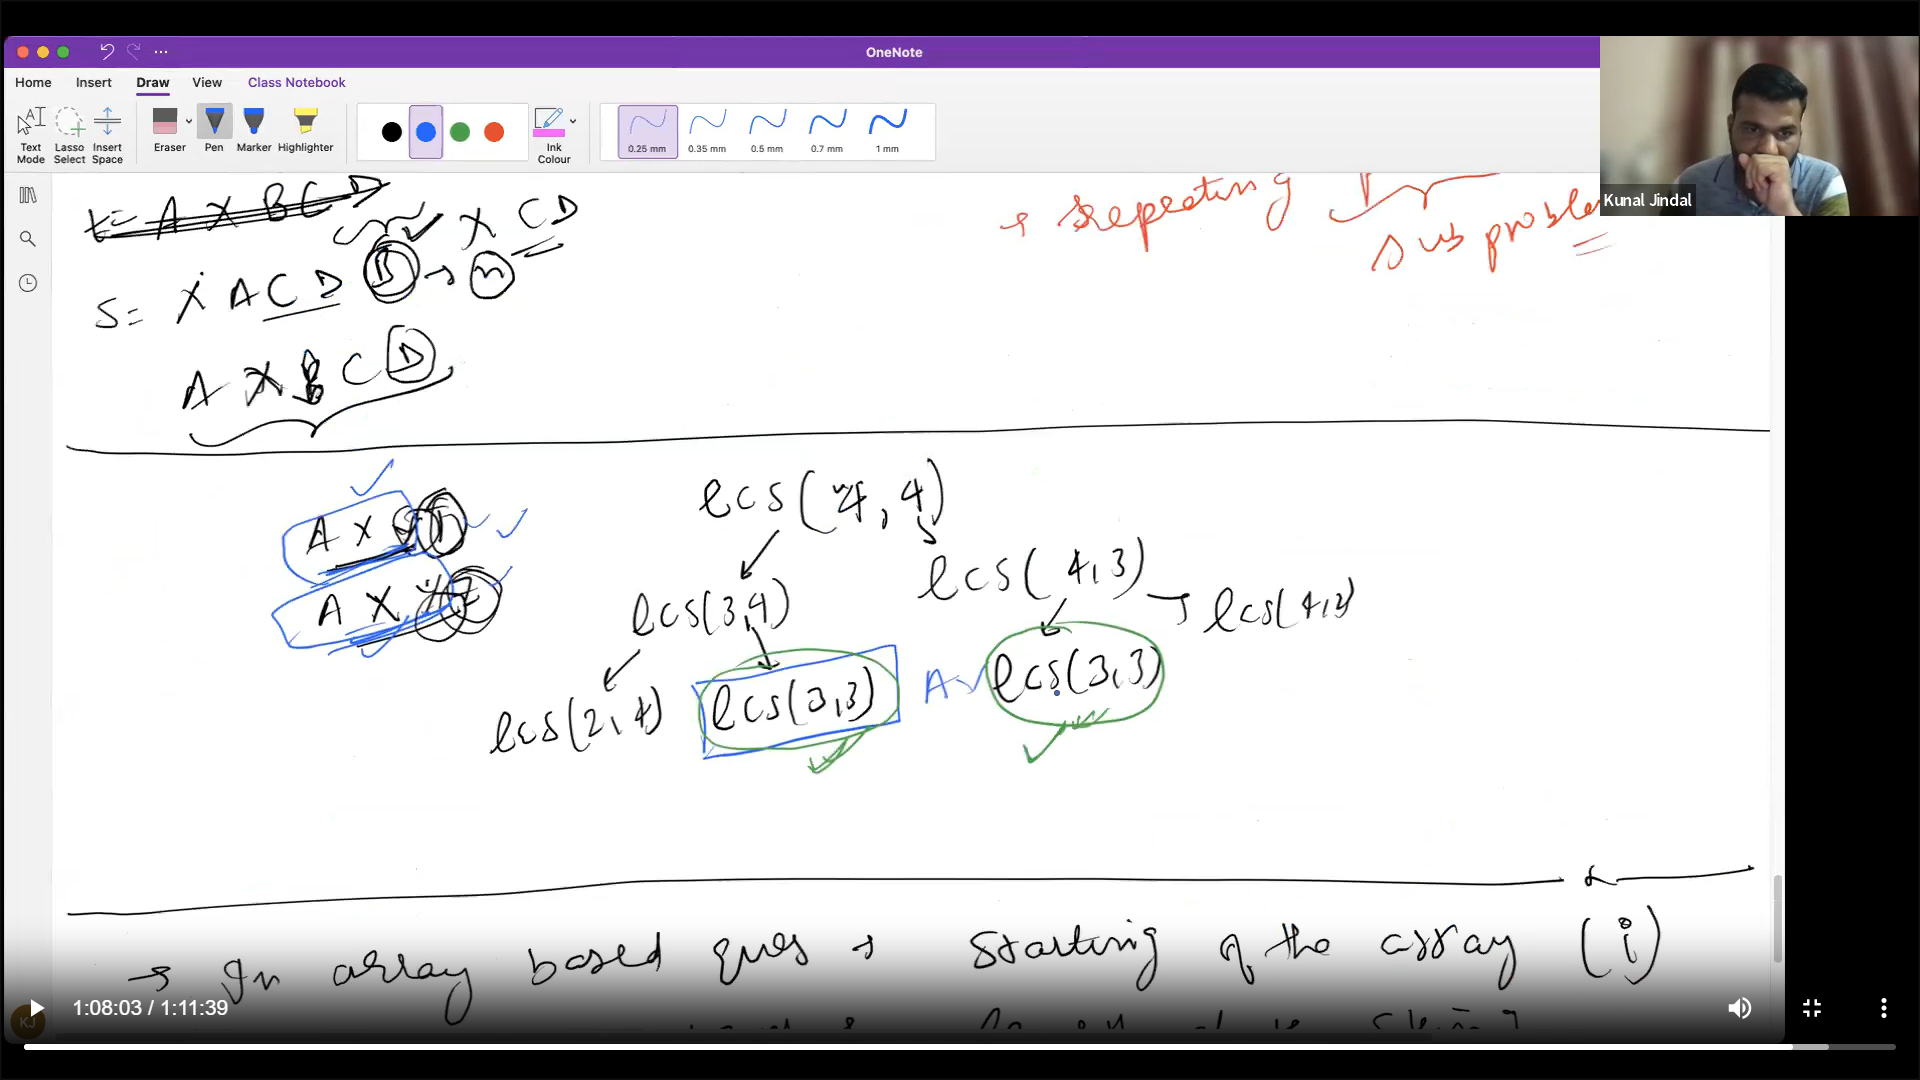 OneNote
Home Insert Draw View Class Notebook
Text Mode Lasso Select Insert Space Eraser Pen Marker Highlighter Ink Colour 0.25 mm 0.35 mm 0.5 mm 0.7 mm 1 mm
Kunal Jindal
t= A X B C D
→ repeating
sub problem
X CD
S= X A C D B → n
A X B C D
A X
A X
lcs(4,4)
lcs(3,4) lcs(4,3) → lcs(4,2)
lcs(2,4) lcs(3,3) A lcs(3,3)
→ In array based ques → starting of the array (i)
1:08:03 / 1:11:39
KJ